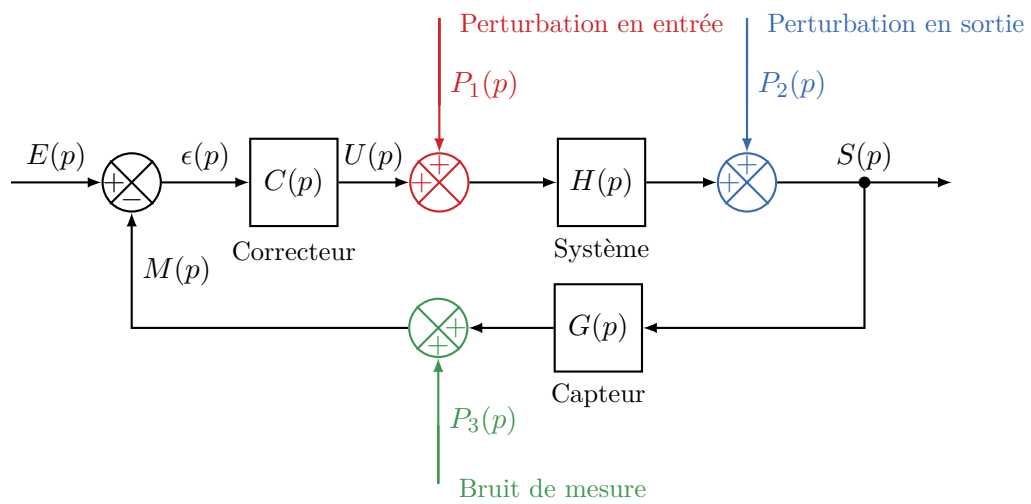 Perturbation en entrée
Perturbation en sortie
P₁(p)
P₂(p)
E(p)
ϵ(p)
C(p)
U(p)
H(p)
S(p)
+
−
+
+
+
+
Correcteur
Système
M(p)
G(p)
+
+
Capteur
P₃(p)
Bruit de mesure